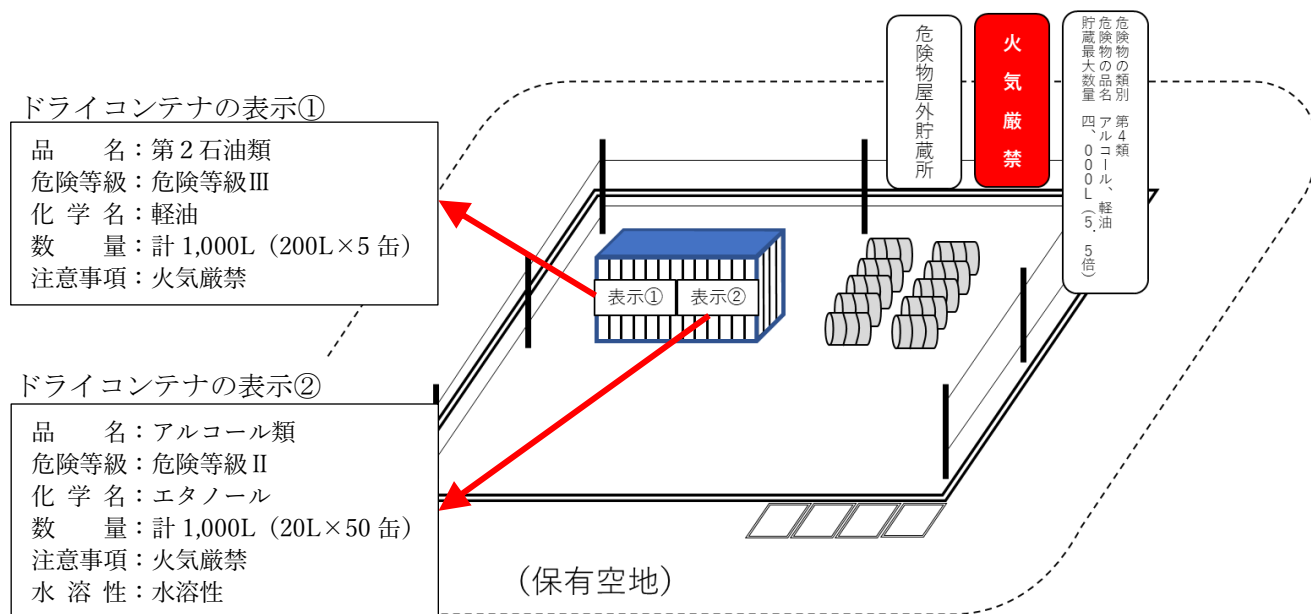 危険物屋外貯蔵所
火気厳禁
危険物の類別 第4類
危険物の品名 アルコール、軽油
貯蔵最大数量 四、000L(5.5倍)
ドライコンテナの表示①
品 名:第2石油類
危険等級:危険等級Ⅲ
化 学 名:軽油
数 量:計 1,000L(200L×5 缶)
注意事項:火気厳禁
表示① 表示②
ドライコンテナの表示②
品 名:アルコール類
危険等級:危険等級Ⅱ
化 学 名:エタノール
数 量:計 1,000L(20L×50 缶)
注意事項:火気厳禁
水 溶 性:水溶性
(保有空地)